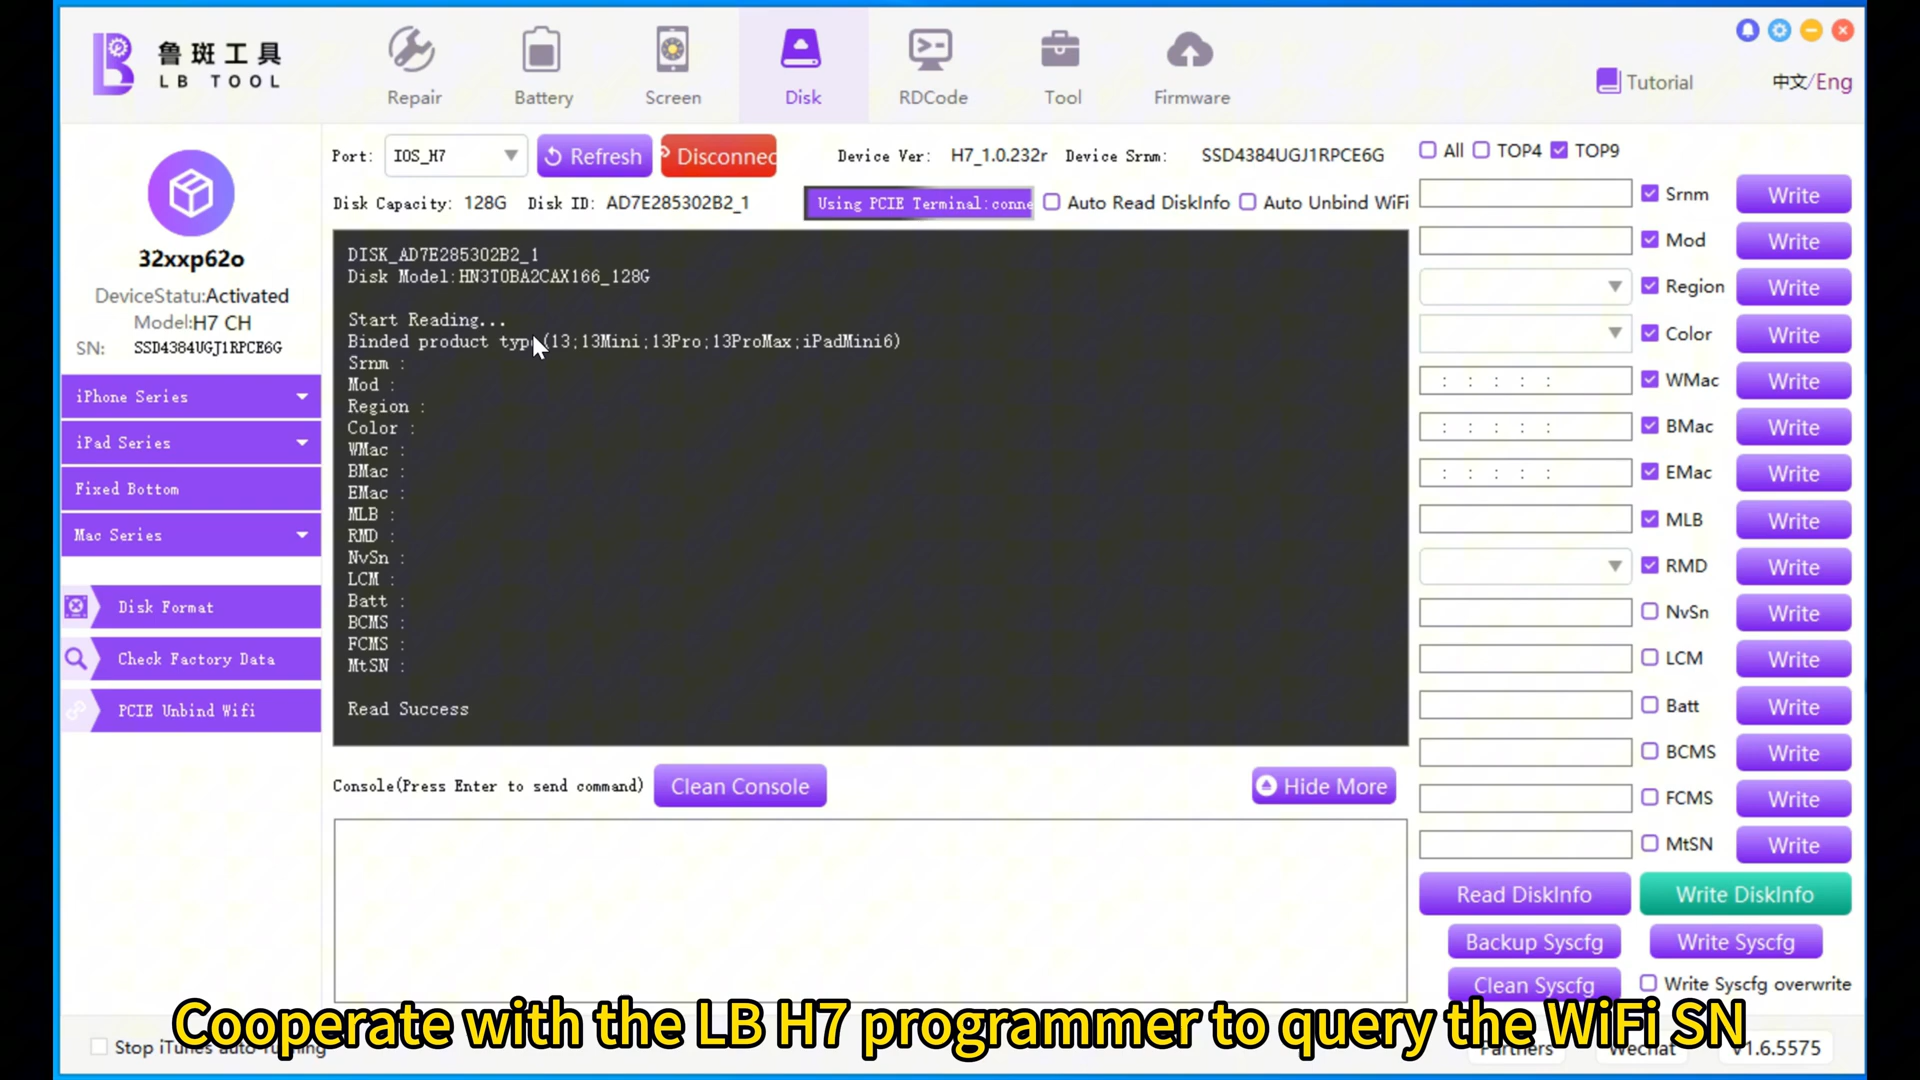 鲁班工具
LB TOOL
Repair
Battery
Screen
Disk
RDCode
Tool
Firmware
Tutorial
中文/Eng
32xxp62o
DeviceStatu:Activated
Model:H7 CH
SN: SSD4384UGJ1RPCE6G
iPhone Series
iPad Series
Fixed Bottom
Mac Series
Disk Format
Check Factory Data
PCIE Unbind Wifi
Port: IOS_H7 Refresh Disconnec Device Ver: H7_1.0.232r Device Srnm: SSD4384UGJ1RPCE6G
Disk Capacity: 128G Disk ID: AD7E285302B2_1 Using PCIE Terminal:conne Auto Read DiskInfo Auto Unbind WiFi
DISK_AD7E285302B2_1
Disk Model:HN3T0BA2CAX166_128G
Start Reading...
Binded product typ (13;13Mini;13Pro;13ProMax;iPadMini6)
Srnm :
Mod :
Region :
Color :
WMac :
BMac :
EMac :
MLB :
RMD :
NvSn :
LCM :
Batt :
BCMS :
FCMS :
MtSN :
Read Success
Console(Press Enter to send command) Clean Console Hide More
All TOP4 TOP9
Srnm Write
Mod Write
Region Write
Color Write
: : : : : WMac Write
: : : : : BMac Write
: : : : : EMac Write
MLB Write
RMD Write
NvSn Write
LCM Write
Batt Write
BCMS Write
FCMS Write
MtSN Write
Read DiskInfo Write DiskInfo
Backup Syscfg Write Syscfg
Clean Syscfg Write Syscfg overwrite
Cooperate with the LB H7 programmer to query the WiFi SN
Stop iTunes auto running
Partners Wechat V1.6.5575